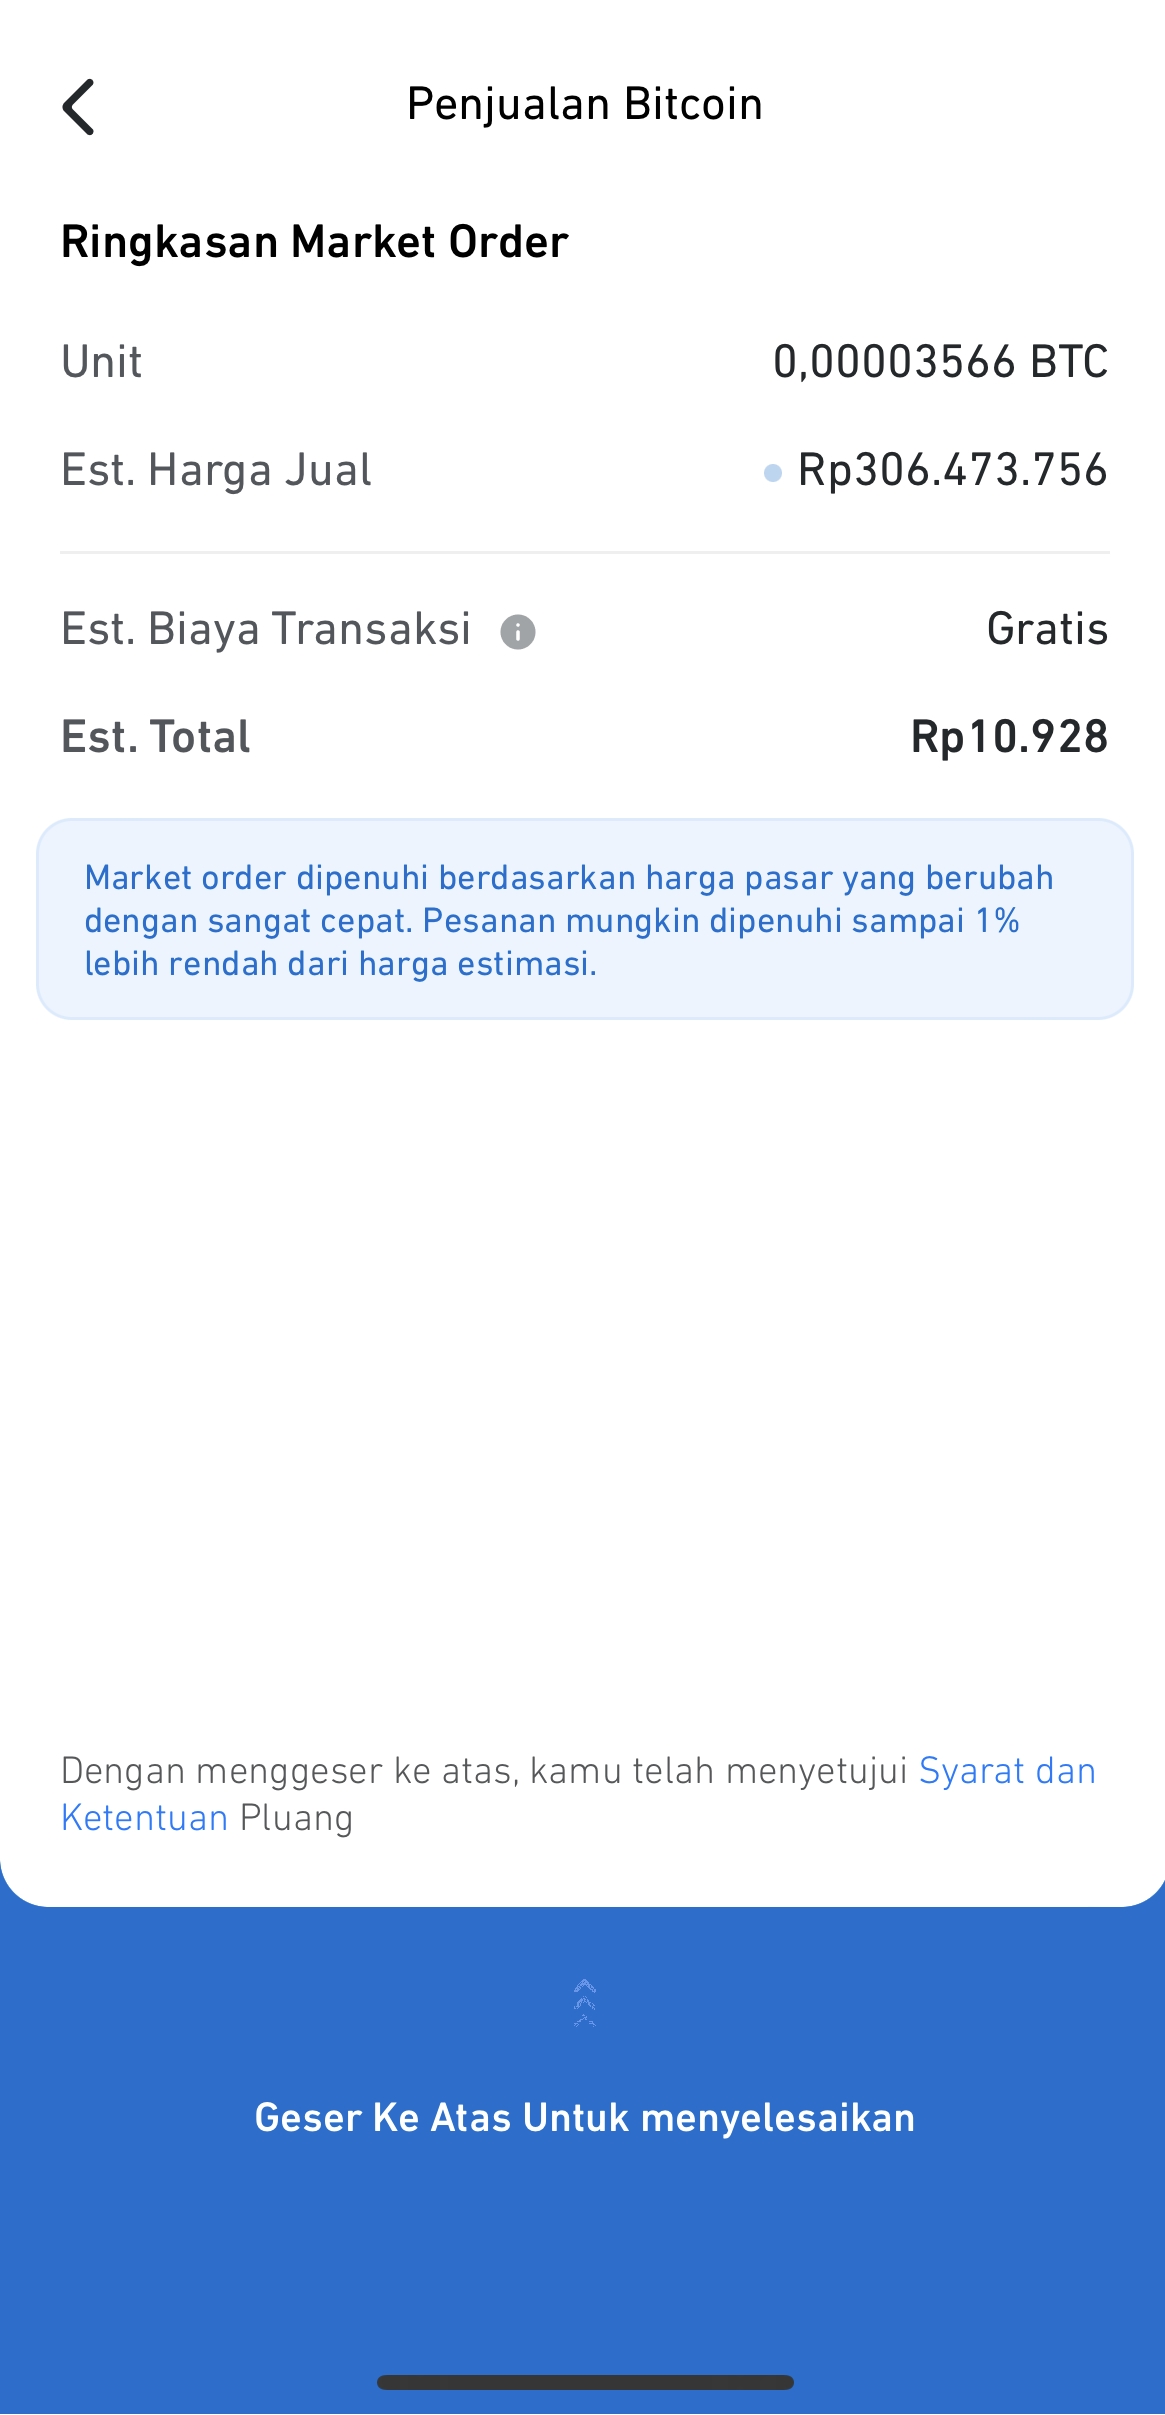 Penjualan Bitcoin
Ringkasan Market Order
Unit 0,00003566 BTC
Est. Harga Jual Rp306.473.756
Est. Biaya Transaksi Gratis
Est. Total Rp10.928
Market order dipenuhi berdasarkan harga pasar yang berubah
dengan sangat cepat. Pesanan mungkin dipenuhi sampai 1%
lebih rendah dari harga estimasi.
Dengan menggeser ke atas, kamu telah menyetujui Syarat dan
Ketentuan Pluang
Geser Ke Atas Untuk menyelesaikan